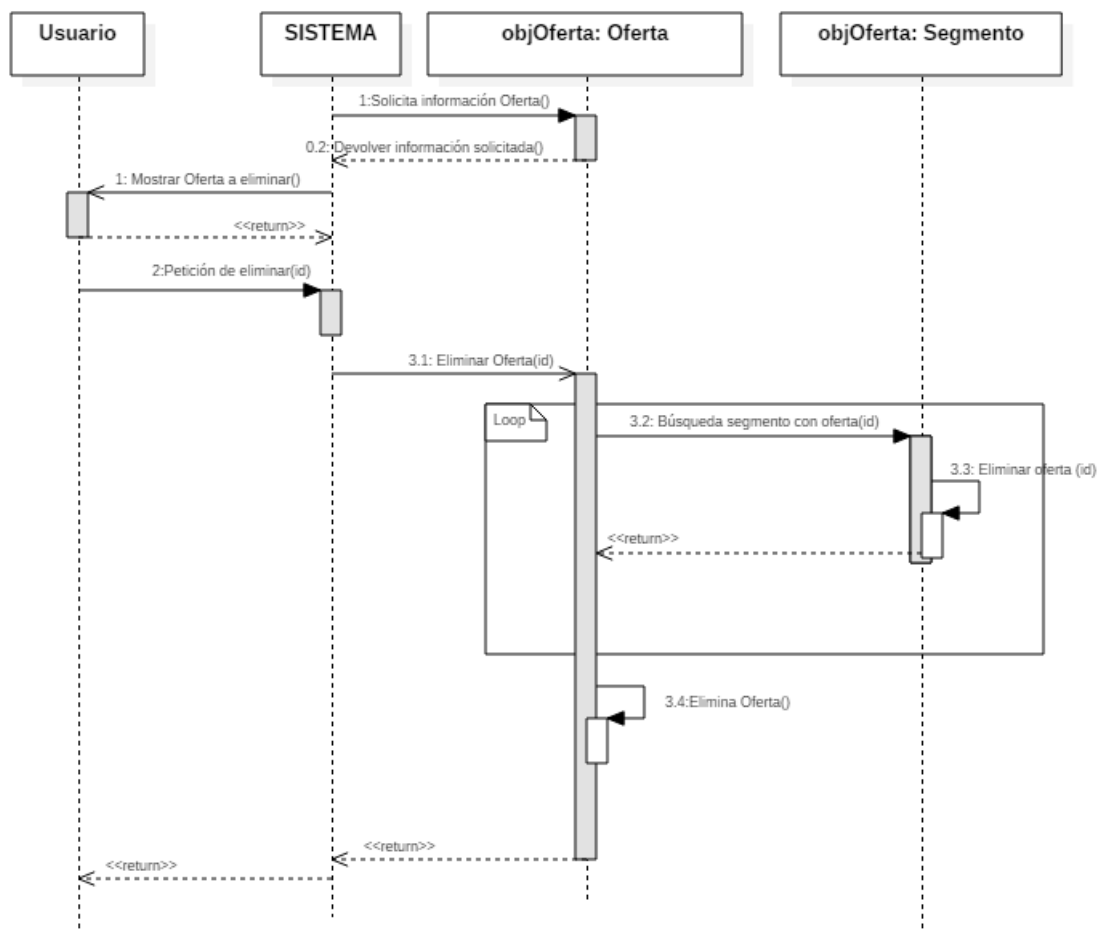 Usuario
SISTEMA
objOferta: Oferta
objOferta: Segmento
1:Solicita información Oferta()
0.2: Devolver información solicitada()
1: Mostrar Oferta a eliminar()
<<return>>
2:Petición de eliminar(id)
3.1: Eliminar Oferta(id)
Loop
3.2: Búsqueda segmento con oferta(id)
3.3: Eliminar oferta (id)
<<return>>
3.4:Elimina Oferta()
<<return>>
<<return>>